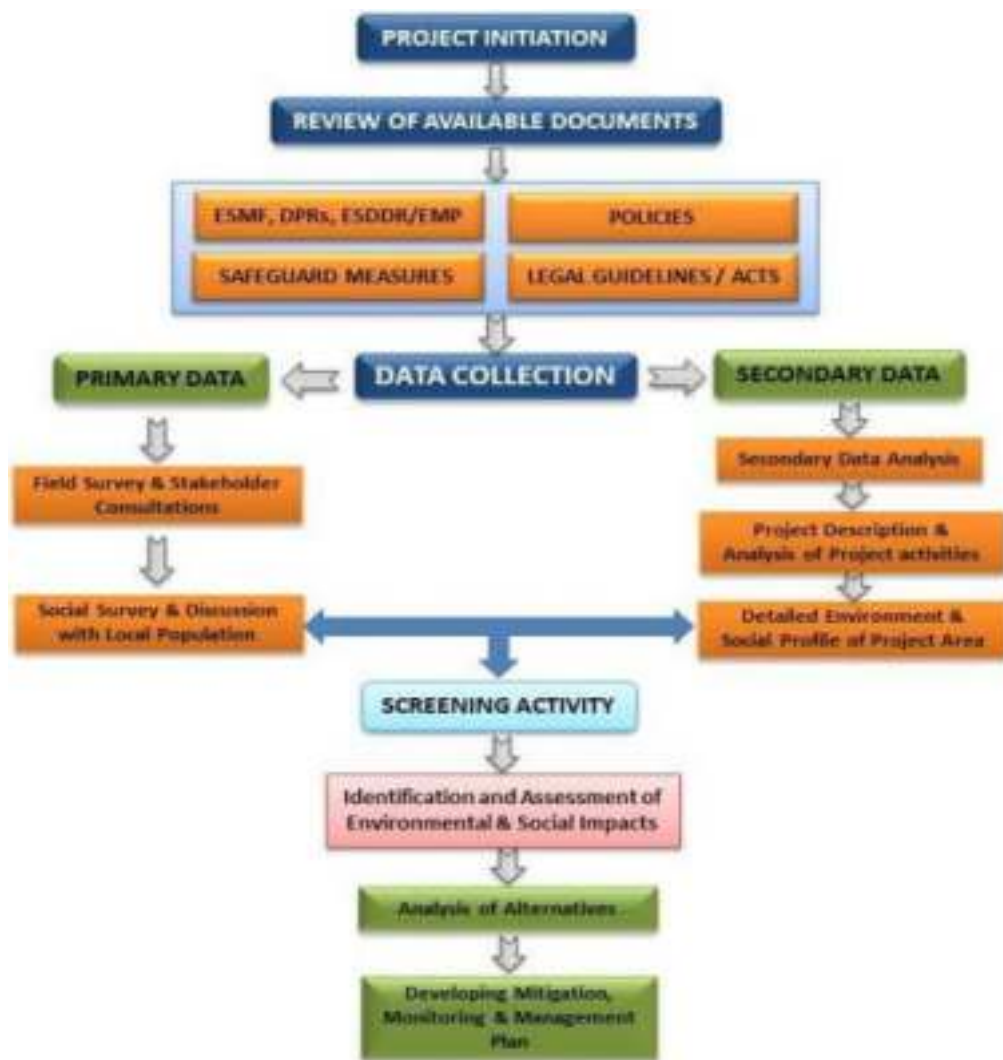 PROJECT INITIATION
REVIEW OF AVAILABLE DOCUMENTS
ESMF, DPRs, ESDDR/EMP
POLICIES
SAFEGUARD MEASURES
LEGAL GUIDELINES / ACTS
PRIMARY DATA
DATA COLLECTION
SECONDARY DATA
Field Survey & Stakeholder
Consultations
Secondary Data Analysis
Project Description &
Analysis of Project activities
Social Survey & Discussion
with Local Population
Detailed Environment &
Social Profile of Project Area
SCREENING ACTIVITY
Identification and Assessment of
Environmental & Social Impacts
Analysis of Alternatives
Developing Mitigation,
Monitoring & Management
Plan